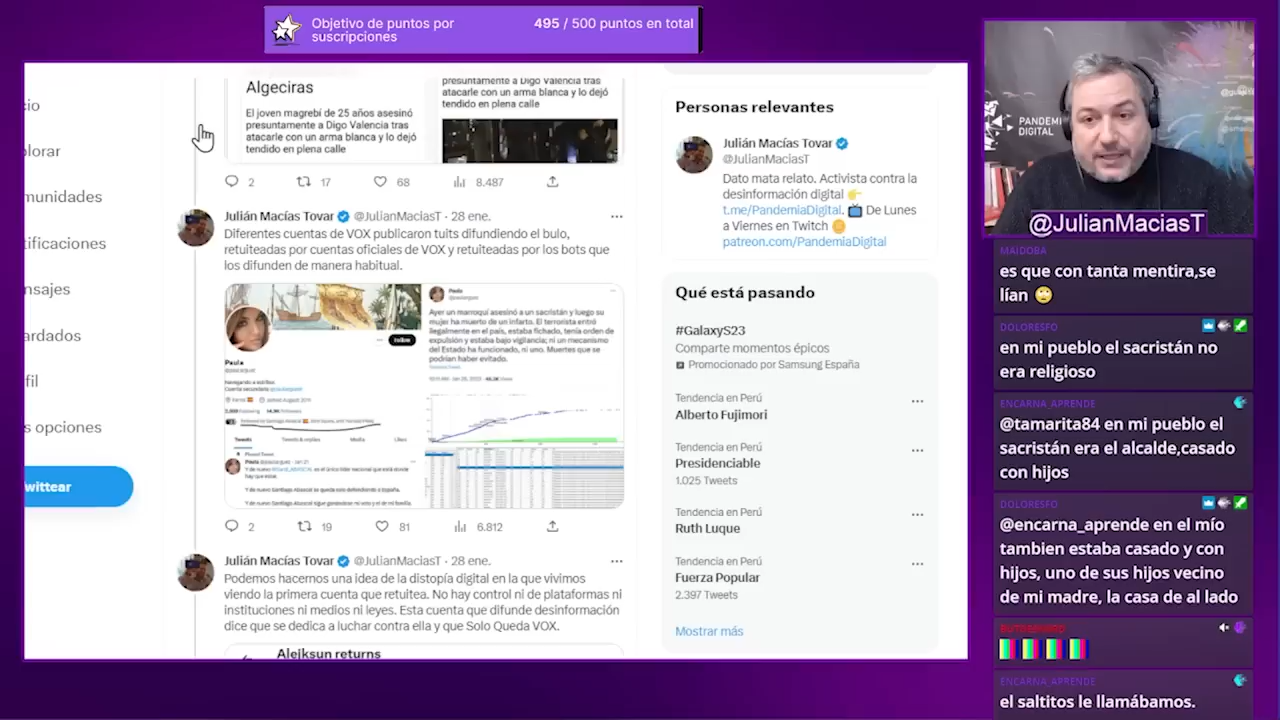 Objetivo de puntos por
suscripciones
495 / 500 puntos en total
io
lorar
munidades
tificaciones
nsajes
ardados
fil
s opciones
wittear
Algeciras
El joven magrebí de 25 años asesinó
presuntamente a Digo Valencia tras
atacarle con un arma blanca y lo dejó
tendido en plena calle
presuntamente a Digo Valencia tras
atacarle con un arma blanca y lo dejó
tendido en plena calle
2 17 68 8.487
Julián Macías Tovar @JulianMaciasT · 28 ene.
Diferentes cuentas de VOX publicaron tuits difundiendo el bulo,
retuiteadas por cuentas oficiales de VOX y retuiteadas por los bots que
los difunden de manera habitual.
Paula
Follow
Paula
Ayer un marroquí asesinó a un sacristán y luego su
mujer ha muerto de un infarto. El terrorista entró
ilegalmente en el país, estaba fichado, tenía orden de
expulsión y estaba bajo vigilancia; ni un mecanismo
del Estado ha funcionado, ni uno. Muertes que se
podrían haber evitado.
Tweets Tweets & replies Media Likes
2 19 81 6.812
Julián Macías Tovar @JulianMaciasT · 28 ene.
Podemos hacernos una idea de la distopía digital en la que vivimos
viendo la primera cuenta que retuitea. No hay control ni de plataformas ni
instituciones ni medios ni leyes. Esta cuenta que difunde desinformación
dice que se dedica a luchar contra ella y que Solo Queda VOX.
Aleiksun returns
Personas relevantes
Julián Macías Tovar
@JulianMaciasT
Dato mata relato. Activista contra la
desinformación digital 👉
t.me/PandemiaDigital. 📺 De Lunes
a Viernes en Twitch 🪙
patreon.com/PandemiaDigital
Qué está pasando
#GalaxyS23
Comparte momentos épicos
Promocionado por Samsung España
Tendencia en Perú
Alberto Fujimori
Tendencia en Perú
Presidenciable
1.025 Tweets
Tendencia en Perú
Ruth Luque
Tendencia en Perú
Fuerza Popular
2.397 Tweets
Mostrar más
PANDEMI
DIGITAL
@JulianMaciasT
MAIDOBA
es que con tanta mentira,se
lían 🙄
DOLORESFO
en mi pueblo el sacristán no
era religioso
ENCARNA_APRENDE
@tamarita84 en mi pueblo el
sacristán era el sastre,casado
con hijos
DOLORESFO
@encarna_aprende en el mío
tambien estaba casado y con
hijos, uno de sus hijos vecino
de mi madre, la casa de al lado
ENCARNA_APRENDE
el saltitos le llamábamos.